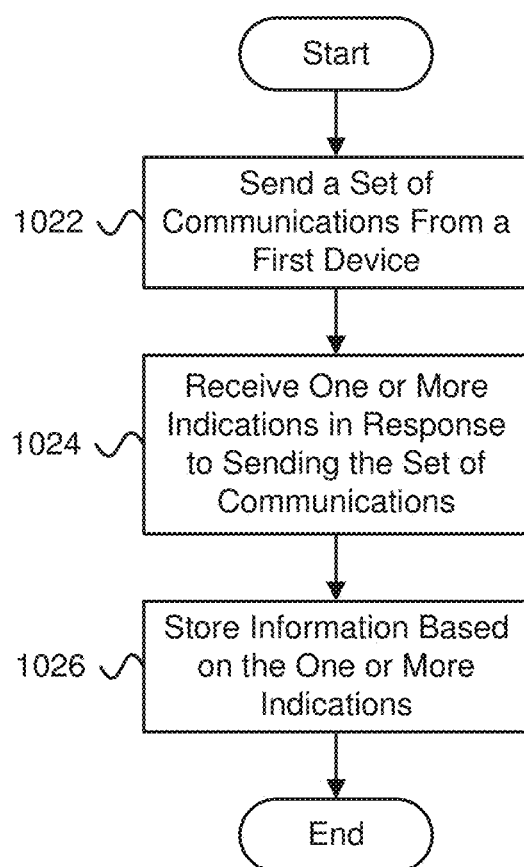 Start
1022
Send a Set of
Communications From a
First Device
1024
Receive One or More
Indications in Response
to Sending the Set of
Communications
1026
Store Information Based
on the One or More
Indications
End